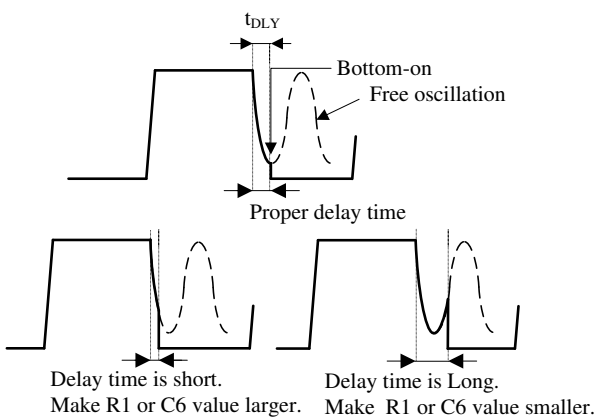 t_DLY
Bottom-on
Free oscillation
Proper delay time
Delay time is short.
Make R1 or C6 value larger.
Delay time is Long.
Make R1 or C6 value smaller.